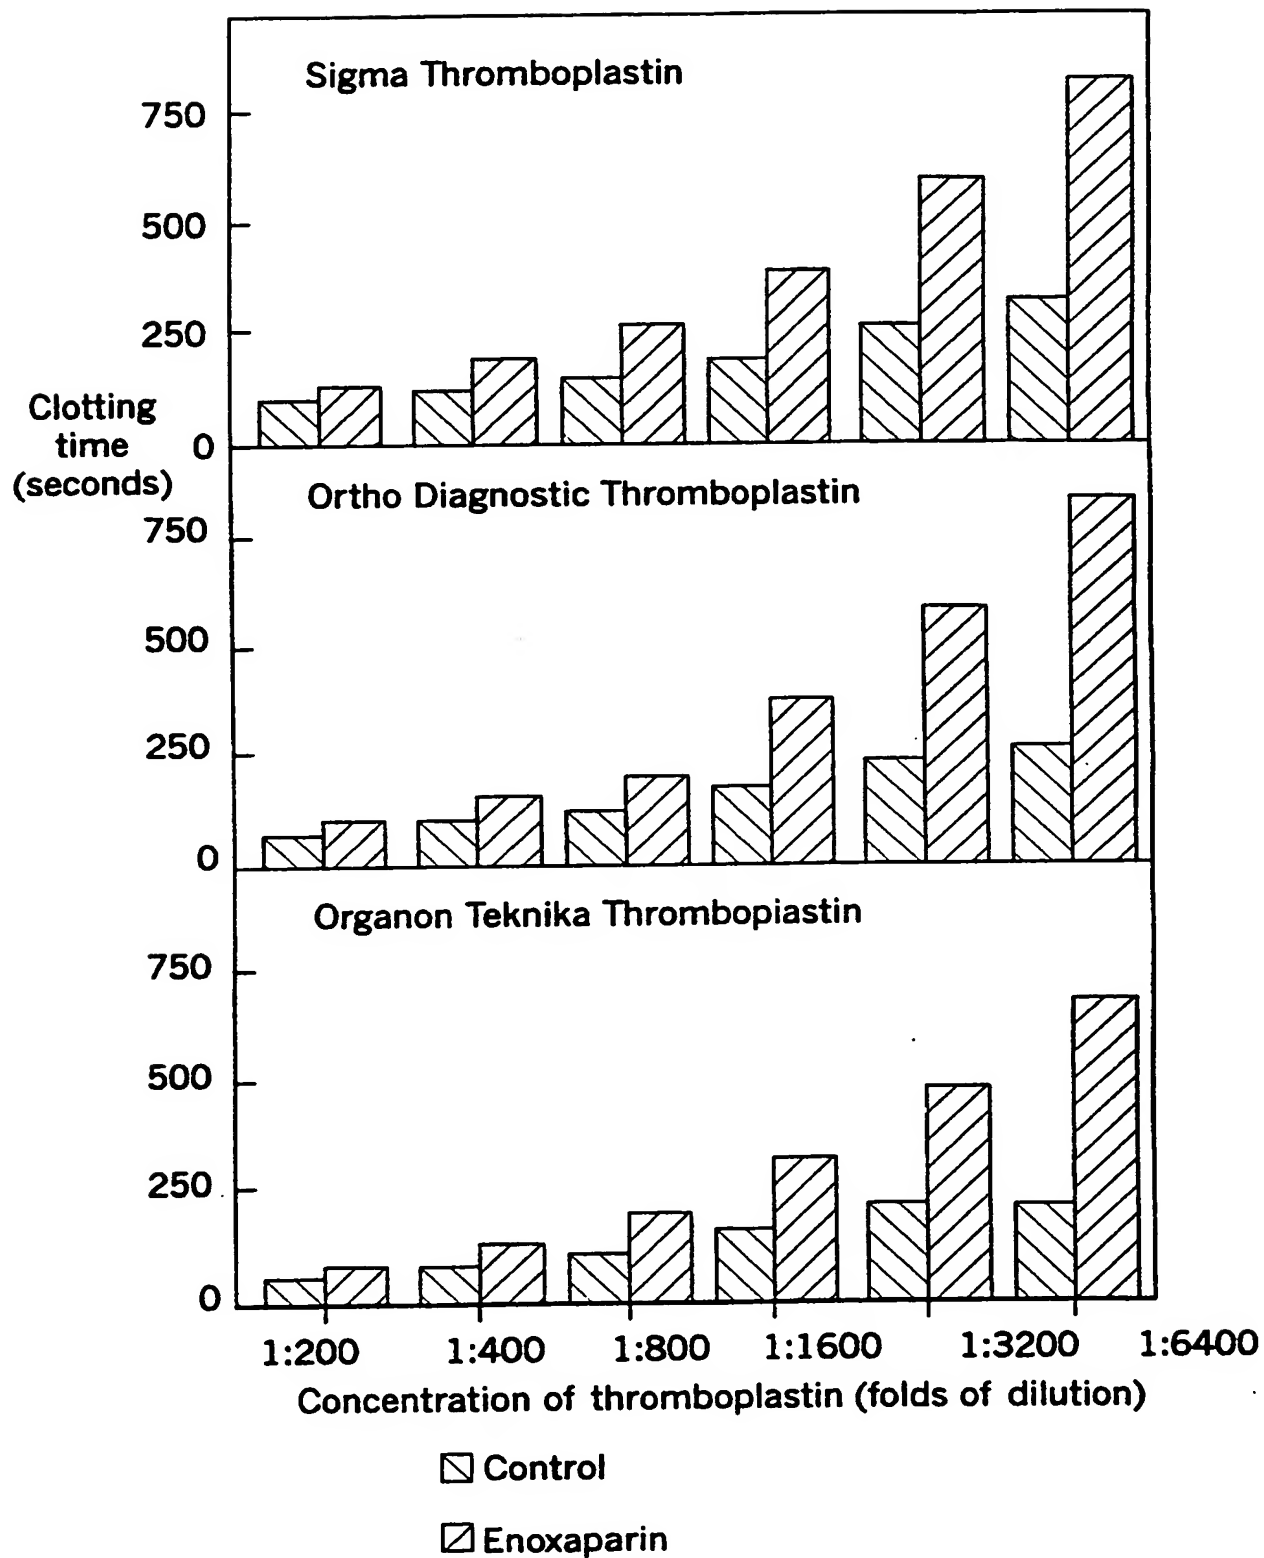 Sigma Thromboplastin
750
500
250
0
Clotting
time
(seconds)
Ortho Diagnostic Thromboplastin
750
500
250
0
Organon Teknika Thrombopiastin
750
500
250
0
1:200 1:400 1:800 1:1600 1:3200 1:6400
Concentration of thromboplastin (folds of dilution)
Control
Enoxaparin